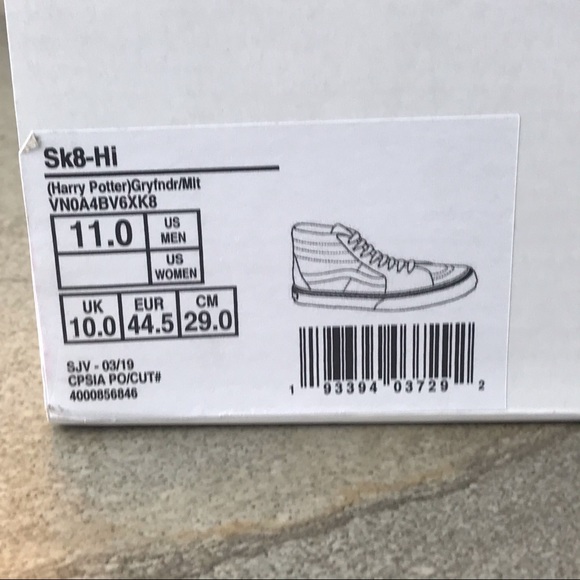 Sk8-Hi
(Harry Potter)Gryfndr/Mlt
VN0A4BV6XK8
11.0 US MEN
US WOMEN
UK EUR CM
10.0 44.5 29.0
SJV - 03/19
CPSIA PO/CUT#
4000856846
1 93394 03729 2